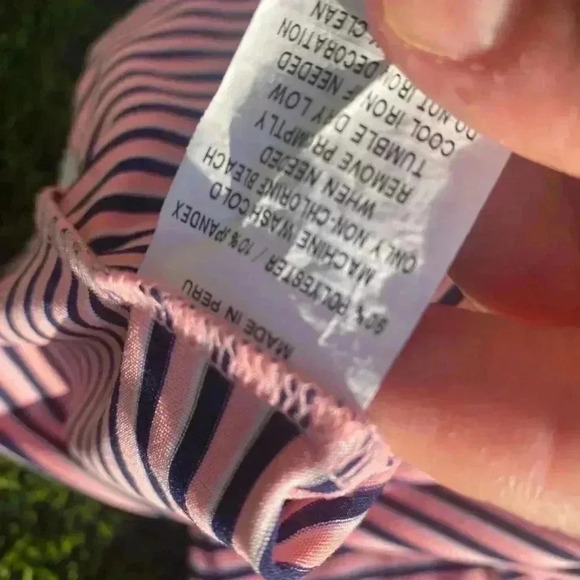 MADE IN PERU
90% POLYESTER / 10% SPANDEX
MACHINE WASH COLD
ONLY NON-CHLORINE BLEACH
WHEN NEEDED
REMOVE PROMPTLY
TUMBLE DRY LOW
COOL IRON IF NEEDED
DO NOT IRON DECORATION
CLEAN